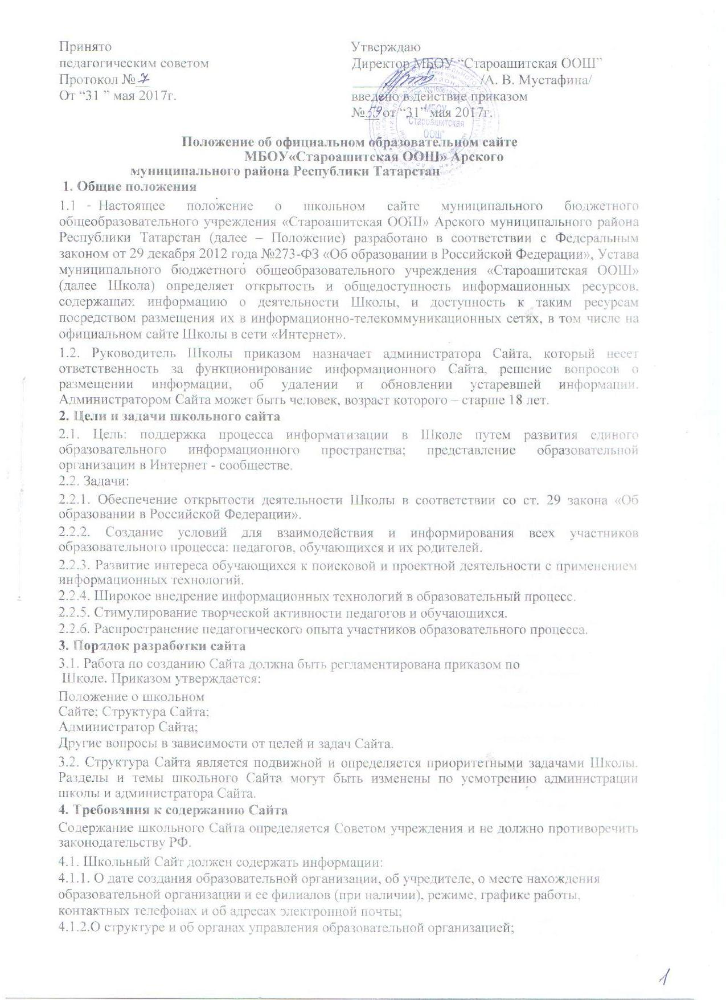 Принято
педагогическим советом
Протокол № 7
От “31 ” мая 2017г.
Утверждаю
Директор МБОУ “Староашитская ООШ”
/А. В. Мустафина/
введено в действие приказом
№ 59 от “31” мая 2017г.
МБОУ
"Староашитская
ООШ"
Положение об официальном образовательном сайте
МБОУ«Староашитская ООШ» Арского
муниципального района Республики Татарстан
1. Общие положения
1.1 - Настоящее положение о школьном сайте муниципального бюджетного
общеобразовательного учреждения «Староашитская ООШ» Арского муниципального района
Республики Татарстан (далее – Положение) разработано в соответствии с Федеральным
законом от 29 декабря 2012 года №273-ФЗ «Об образовании в Российской Федерации», Устава
муниципального бюджетного общеобразовательного учреждения «Староашитская ООШ»
(далее Школа) определяет открытость и общедоступность информационных ресурсов,
содержащих информацию о деятельности Школы, и доступность к таким ресурсам
посредством размещения их в информационно-телекоммуникационных сетях, в том числе на
официальном сайте Школы в сети «Интернет».
1.2. Руководитель Школы приказом назначает администратора Сайта, который несет
ответственность за функционирование информационного Сайта, решение вопросов о
размещении информации, об удалении и обновлении устаревшей информации.
Администратором Сайта может быть человек, возраст которого – старше 18 лет.
2. Цели и задачи школьного сайта
2.1. Цель: поддержка процесса информатизации в Школе путем развития единого
образовательного информационного пространства; представление образовательной
организации в Интернет - сообществе.
2.2. Задачи:
2.2.1. Обеспечение открытости деятельности Школы в соответствии со ст. 29 закона «Об
образовании в Российской Федерации».
2.2.2. Создание условий для взаимодействия и информирования всех участников
образовательного процесса: педагогов, обучающихся и их родителей.
2.2.3. Развитие интереса обучающихся к поисковой и проектной деятельности с применением
информационных технологий.
2.2.4. Широкое внедрение информационных технологий в образовательный процесс.
2.2.5. Стимулирование творческой активности педагогов и обучающихся.
2.2.6. Распространение педагогического опыта участников образовательного процесса.
3. Порядок разработки сайта
3.1. Работа по созданию Сайта должна быть регламентирована приказом по
Школе. Приказом утверждается:
Положение о школьном
Сайте; Структура Сайта;
Администратор Сайта;
Другие вопросы в зависимости от целей и задач Сайта.
3.2. Структура Сайта является подвижной и определяется приоритетными задачами Школы.
Разделы и темы школьного Сайта могут быть изменены по усмотрению администрации
школы и администратора Сайта.
4. Требования к содержанию Сайта
Содержание школьного Сайта определяется Советом учреждения и не должно противоречить
законодательству РФ.
4.1. Школьный Сайт должен содержать информации:
4.1.1. О дате создания образовательной организации, об учредителе, о месте нахождения
образовательной организации и ее филиалов (при наличии), режиме, графике работы,
контактных телефонах и об адресах электронной почты;
4.1.2.О структуре и об органах управления образовательной организацией;
1